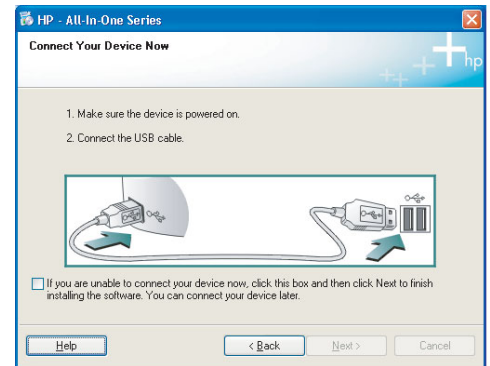 HP - All-In-One Series
Connect Your Device Now
hp
1. Make sure the device is powered on.
2. Connect the USB cable.
If you are unable to connect your device now, click this box and then click Next to finish
installing the software. You can connect your device later.
Help
< Back
Next >
Cancel